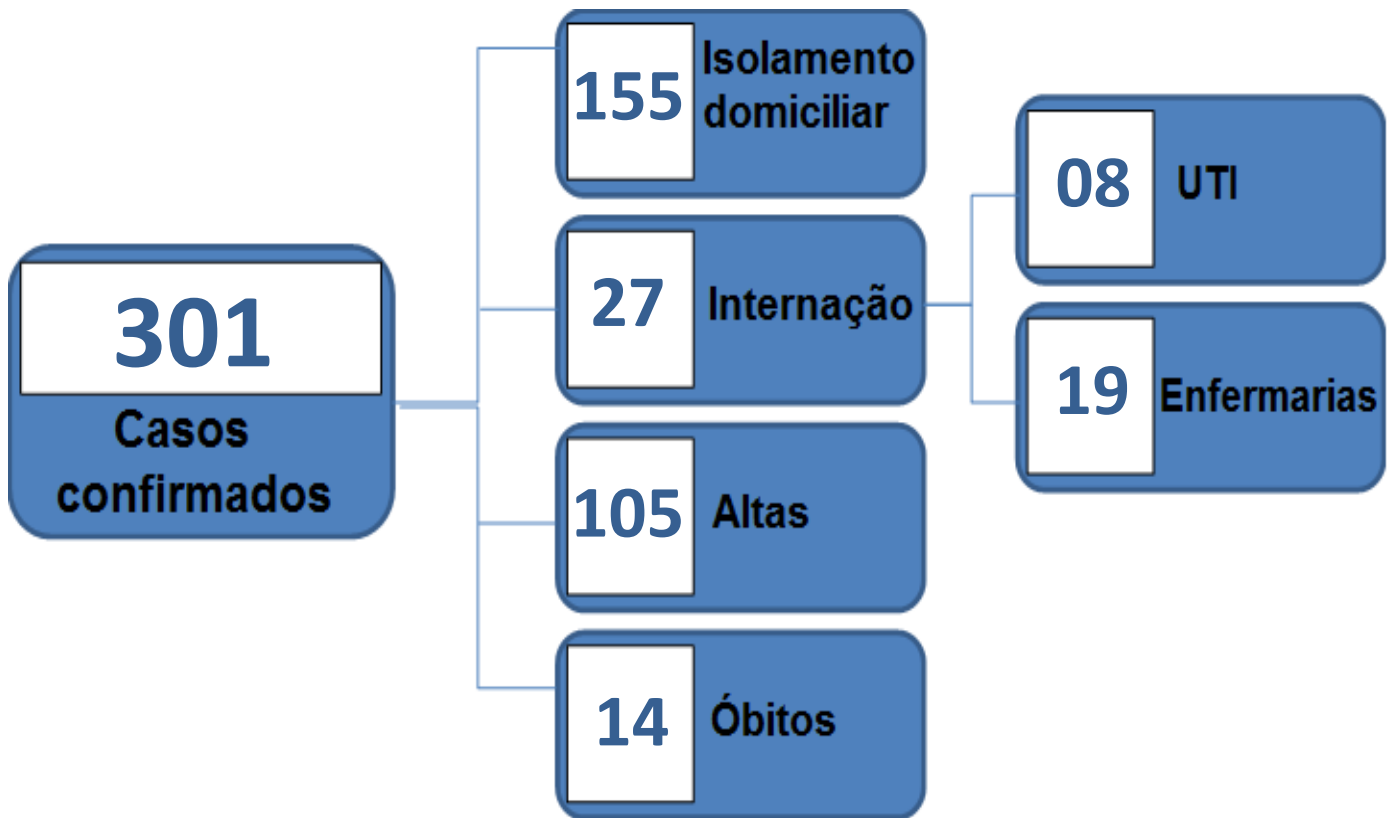 301
Casos
confirmados
155
Isolamento
domiciliar
27
Internação
105
Altas
14
Óbitos
08
UTI
19
Enfermarias